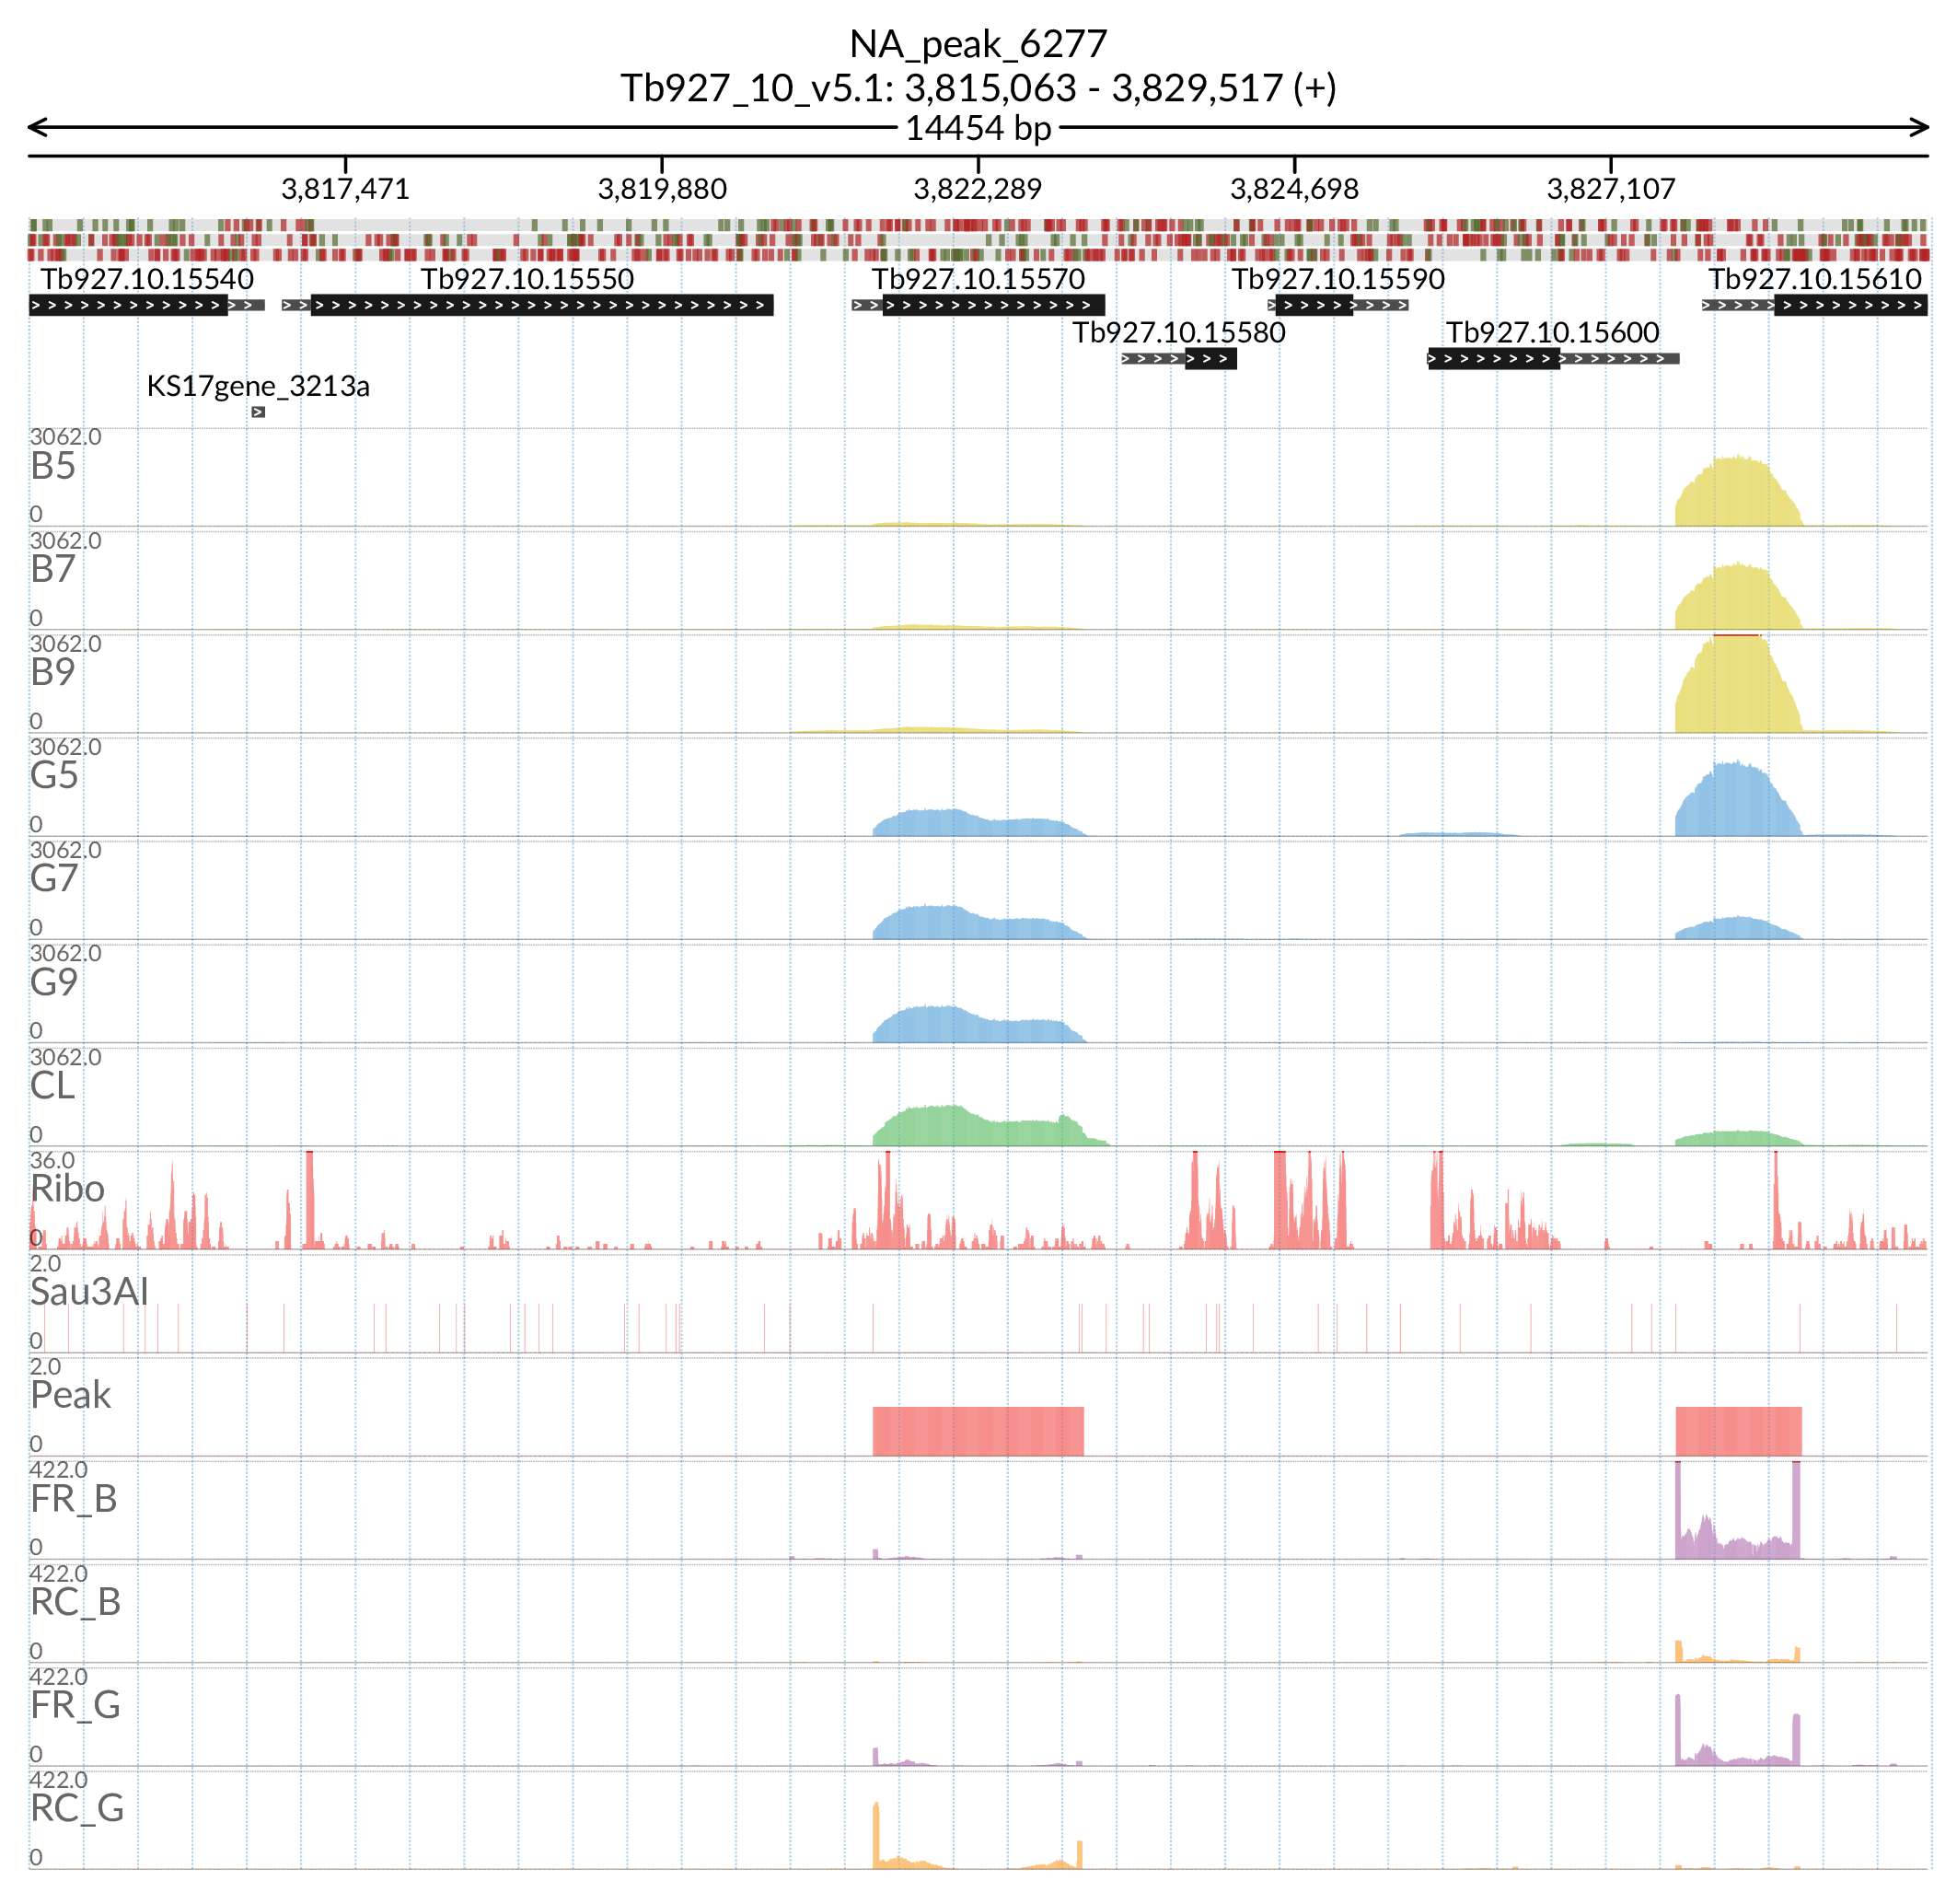 NA_peak_6277
Tb927_10_v5.1: 3,815,063 - 3,829,517 (+)
14454 bp
3,817,471 3,819,880 3,822,289 3,824,698 3,827,107
Tb927.10.15540 Tb927.10.15550 Tb927.10.15570 Tb927.10.15590 Tb927.10.15610
Tb927.10.15580 Tb927.10.15600
KS17gene_3213a
3062.0
B5
0
3062.0
B7
0
3062.0
B9
0
3062.0
G5
0
3062.0
G7
0
3062.0
G9
0
3062.0
CL
0
36.0
Ribo
0
2.0
Sau3AI
0
2.0
Peak
0
422.0
FR_B
0
422.0
RC_B
0
422.0
FR_G
0
422.0
RC_G
0